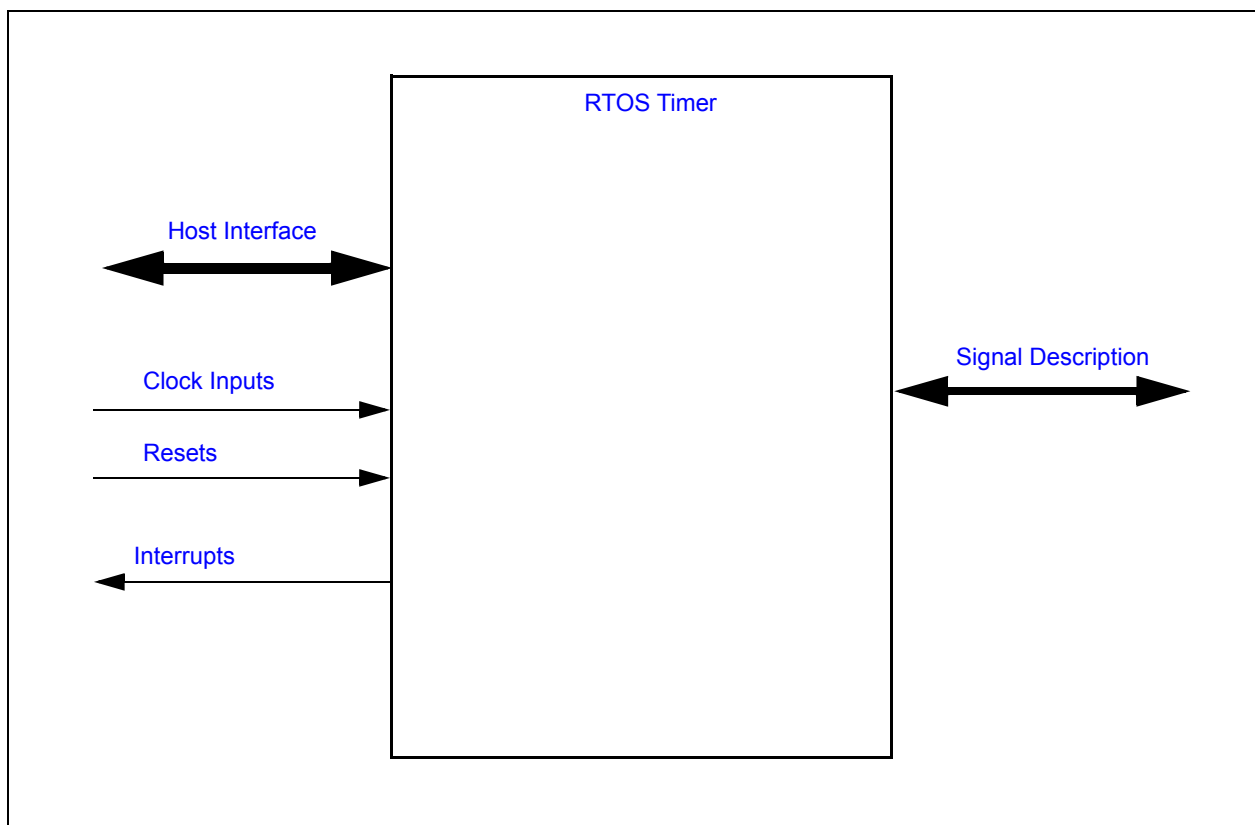 RTOS Timer
Host Interface
Signal Description
Clock Inputs
Resets
Interrupts